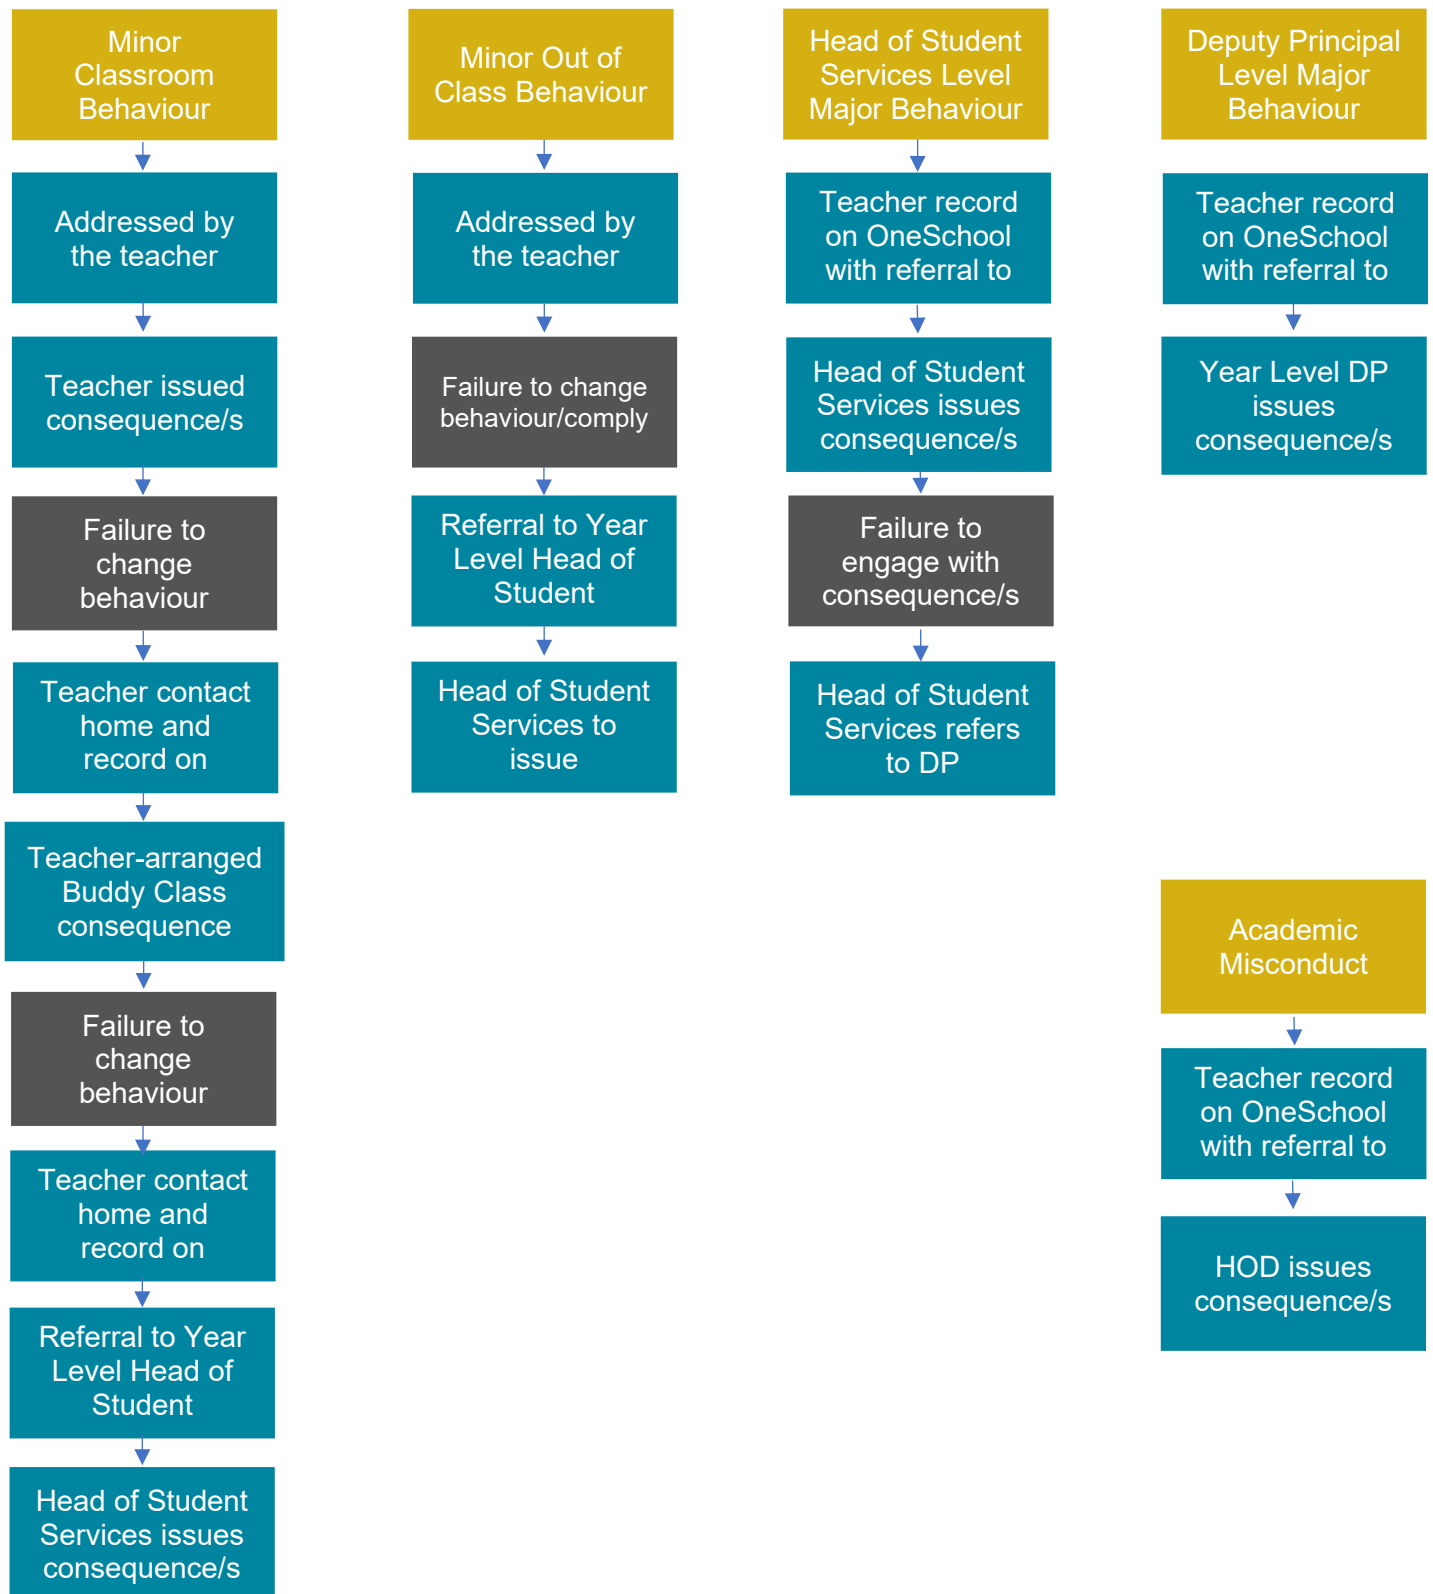 Minor
Classroom
Behaviour
Addressed by
the teacher
Teacher issued
consequence/s
Failure to
change
behaviour
Teacher contact
home and
record on
Teacher-arranged
Buddy Class
consequence
Failure to
change
behaviour
Teacher contact
home and
record on
Referral to Year
Level Head of
Student
Head of Student
Services issues
consequence/s
Minor Out of
Class Behaviour
Addressed by
the teacher
Failure to change
behaviour/comply
Referral to Year
Level Head of
Student
Head of Student
Services to
issue
Head of Student
Services Level
Major Behaviour
Teacher record
on OneSchool
with referral to
Head of Student
Services issues
consequence/s
Failure to
engage with
consequence/s
Head of Student
Services refers
to DP
Deputy Principal
Level Major
Behaviour
Teacher record
on OneSchool
with referral to
Year Level DP
issues
consequence/s
Academic
Misconduct
Teacher record
on OneSchool
with referral to
HOD issues
consequence/s